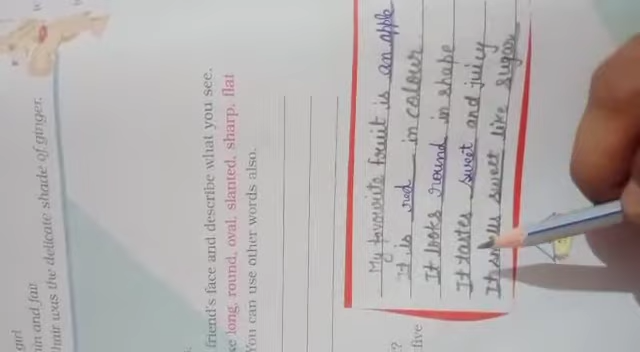 girl
in and fair
hair was the delicate shade of ginger.
friend's face and describe what you see.
long, round, oval, slanted, sharp, flat
You can use other words also.
?
five
My favourite fruit is an apple
It is red in colour
It looks round in shape
It tastes sweet and juicy
It smells sweet like sugar